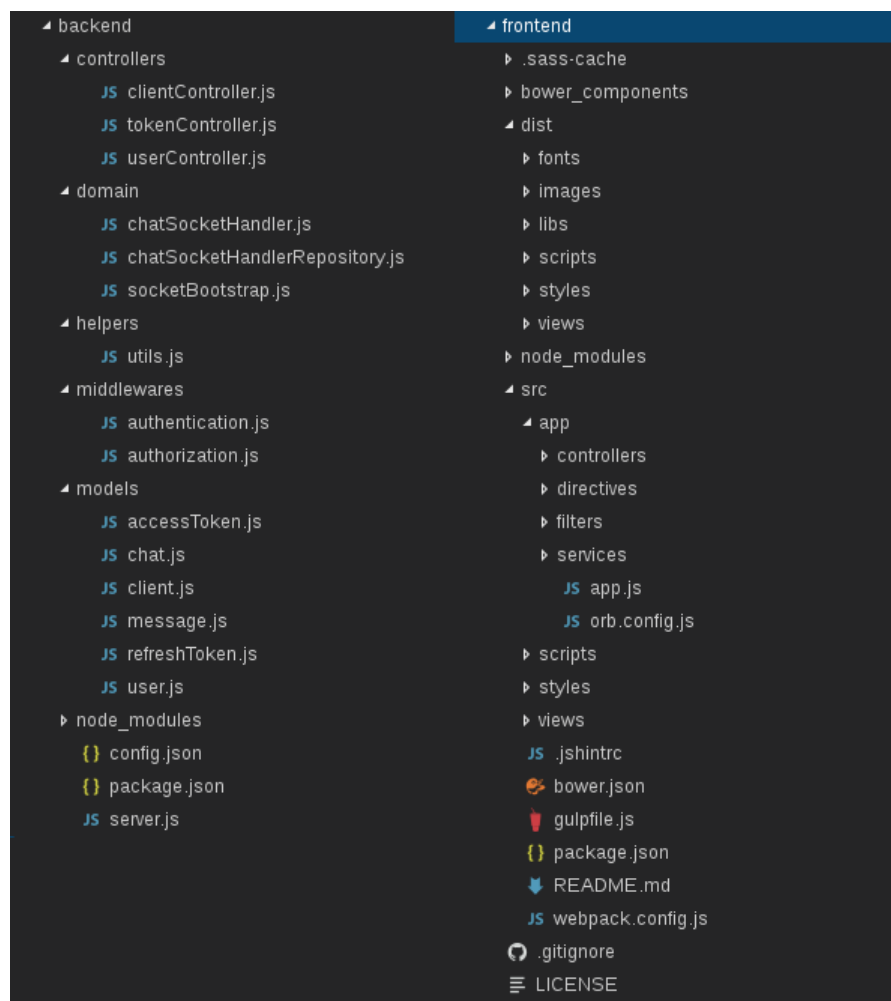 backend
controllers
JS clientController.js
JS tokenController.js
JS userController.js
domain
JS chatSocketHandler.js
JS chatSocketHandlerRepository.js
JS socketBootstrap.js
helpers
JS utils.js
middlewares
JS authentication.js
JS authorization.js
models
JS accessToken.js
JS chat.js
JS client.js
JS message.js
JS refreshToken.js
JS user.js
node_modules
{} config.json
{} package.json
JS server.js
frontend
.sass-cache
bower_components
dist
fonts
images
libs
scripts
styles
views
node_modules
src
app
controllers
directives
filters
services
JS app.js
JS orb.config.js
scripts
styles
views
JS .jshintrc
bower.json
gulpfile.js
{} package.json
README.md
JS webpack.config.js
.gitignore
LICENSE